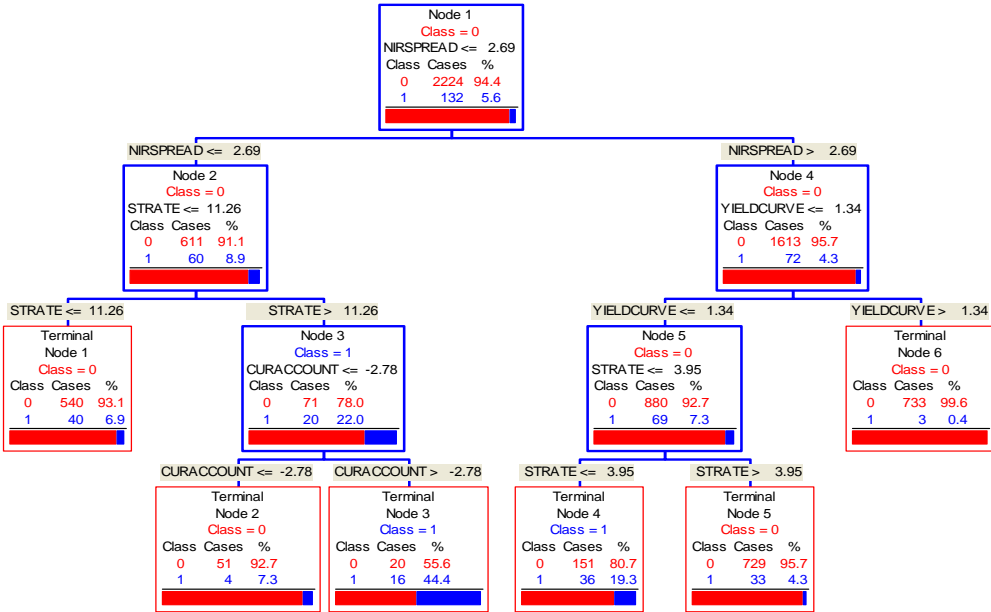 Node 1
Class = 0
NIRSPREAD <= 2.69
Class Cases %
0 2224 94.4
1 132 5.6
NIRSPREAD <= 2.69
Node 2
Class = 0
STRATE <= 11.26
Class Cases %
0 611 91.1
1 60 8.9
NIRSPREAD > 2.69
Node 4
Class = 0
YIELDCURVE <= 1.34
Class Cases %
0 1613 95.7
1 72 4.3
STRATE <= 11.26
Terminal
Node 1
Class = 0
Class Cases %
0 540 93.1
1 40 6.9
STRATE > 11.26
Node 3
Class = 1
CURACCOUNT <= -2.78
Class Cases %
0 71 78.0
1 20 22.0
YIELDCURVE <= 1.34
Node 5
Class = 0
STRATE <= 3.95
Class Cases %
0 880 92.7
1 69 7.3
YIELDCURVE > 1.34
Terminal
Node 6
Class = 0
Class Cases %
0 733 99.6
1 3 0.4
CURACCOUNT <= -2.78
Terminal
Node 2
Class = 0
Class Cases %
0 51 92.7
1 4 7.3
CURACCOUNT > -2.78
Terminal
Node 3
Class = 1
Class Cases %
0 20 55.6
1 16 44.4
STRATE <= 3.95
Terminal
Node 4
Class = 1
Class Cases %
0 151 80.7
1 36 19.3
STRATE > 3.95
Terminal
Node 5
Class = 0
Class Cases %
0 729 95.7
1 33 4.3